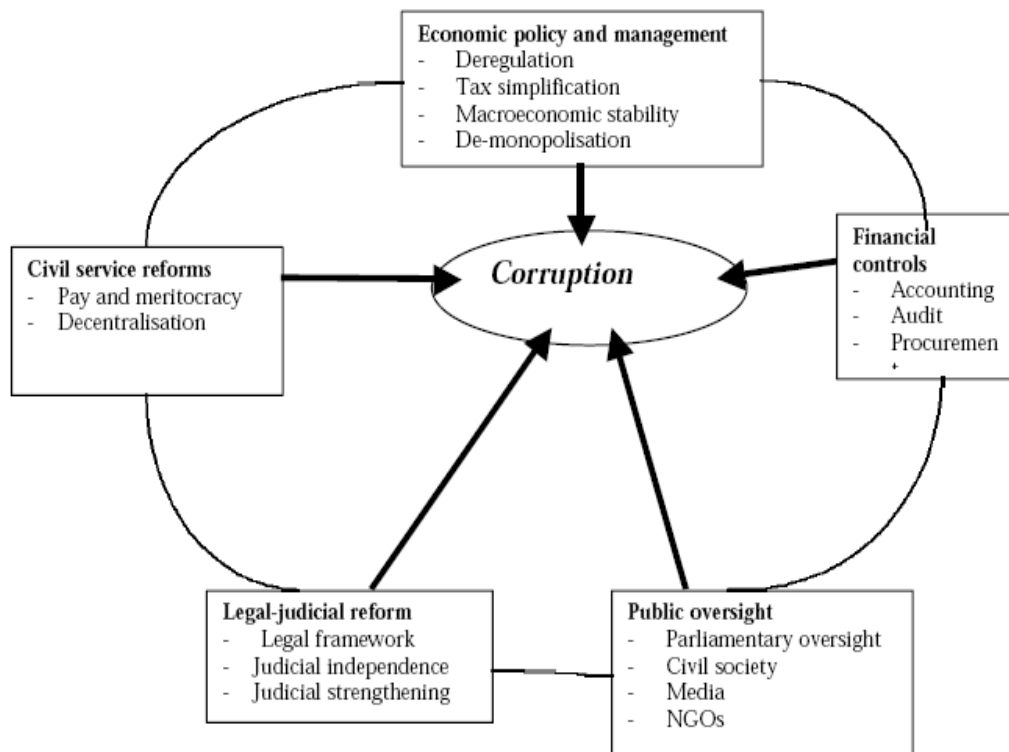 Economic policy and management
- Deregulation
- Tax simplification
- Macroeconomic stability
- De-monopolisation
Civil service reforms
- Pay and meritocracy
- Decentralisation
Corruption
Financial
controls
- Accounting
- Audit
- Procuremen
Legal-judicial reform
- Legal framework
- Judicial independence
- Judicial strengthening
Public oversight
- Parliamentary oversight
- Civil society
- Media
- NGOs